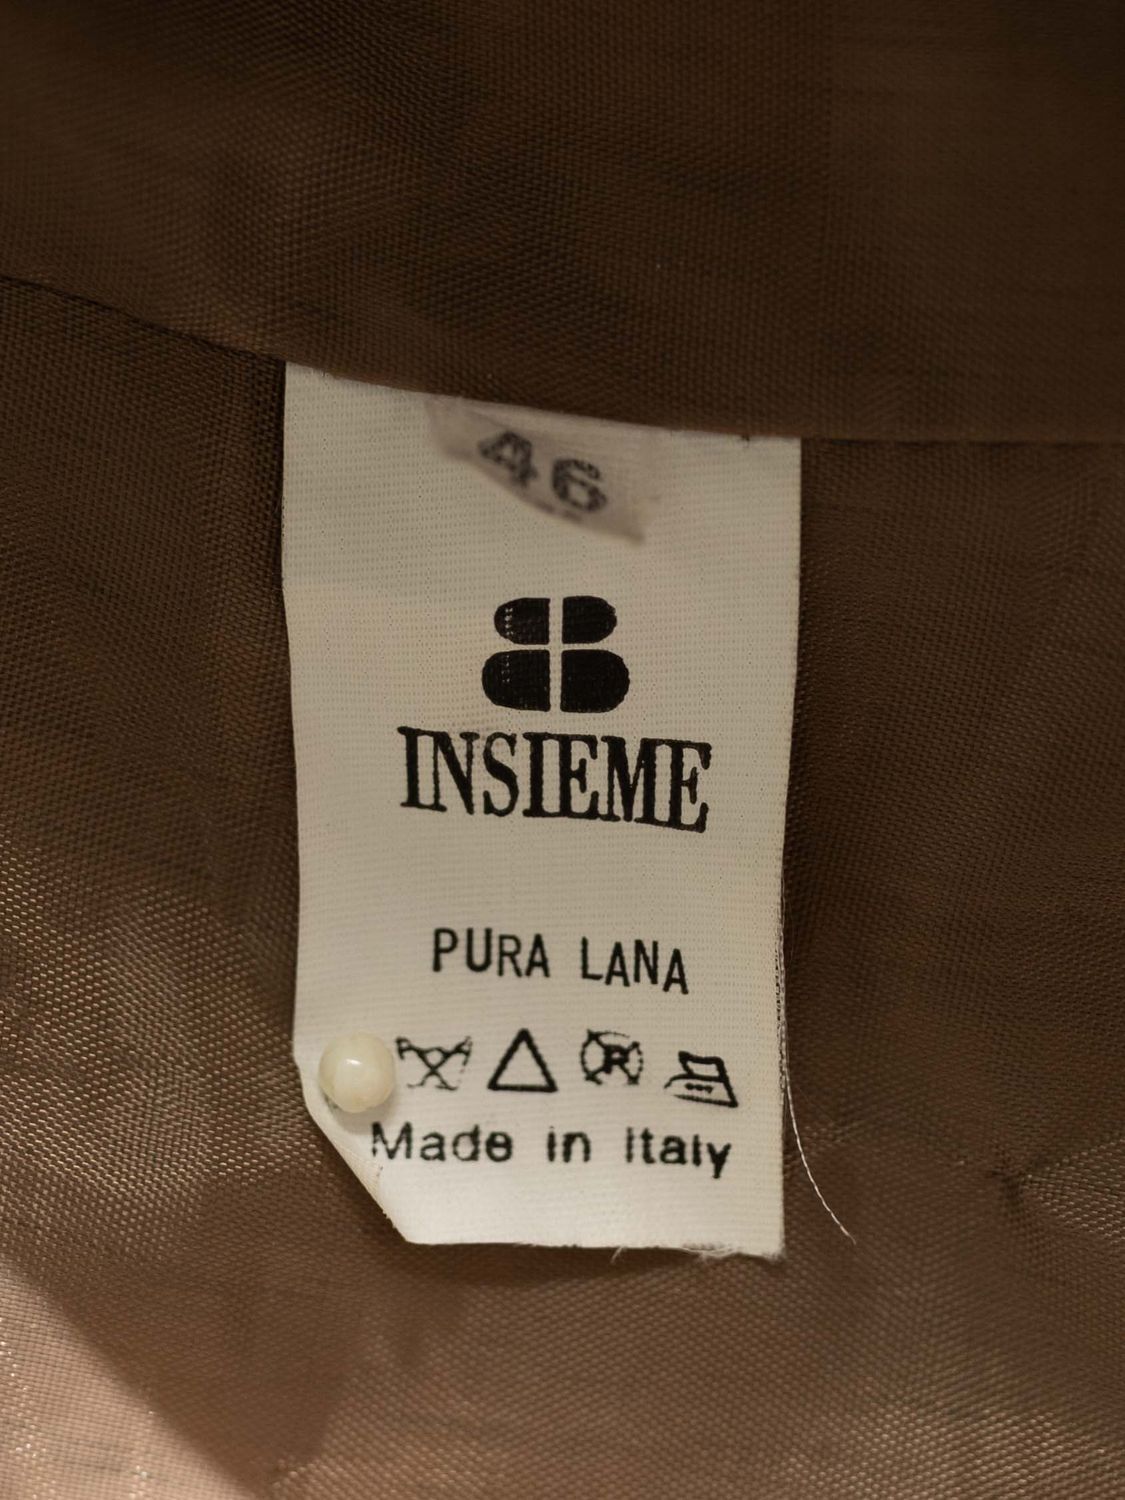 46
INSIEME
PURA LANA
R
Made in Italy